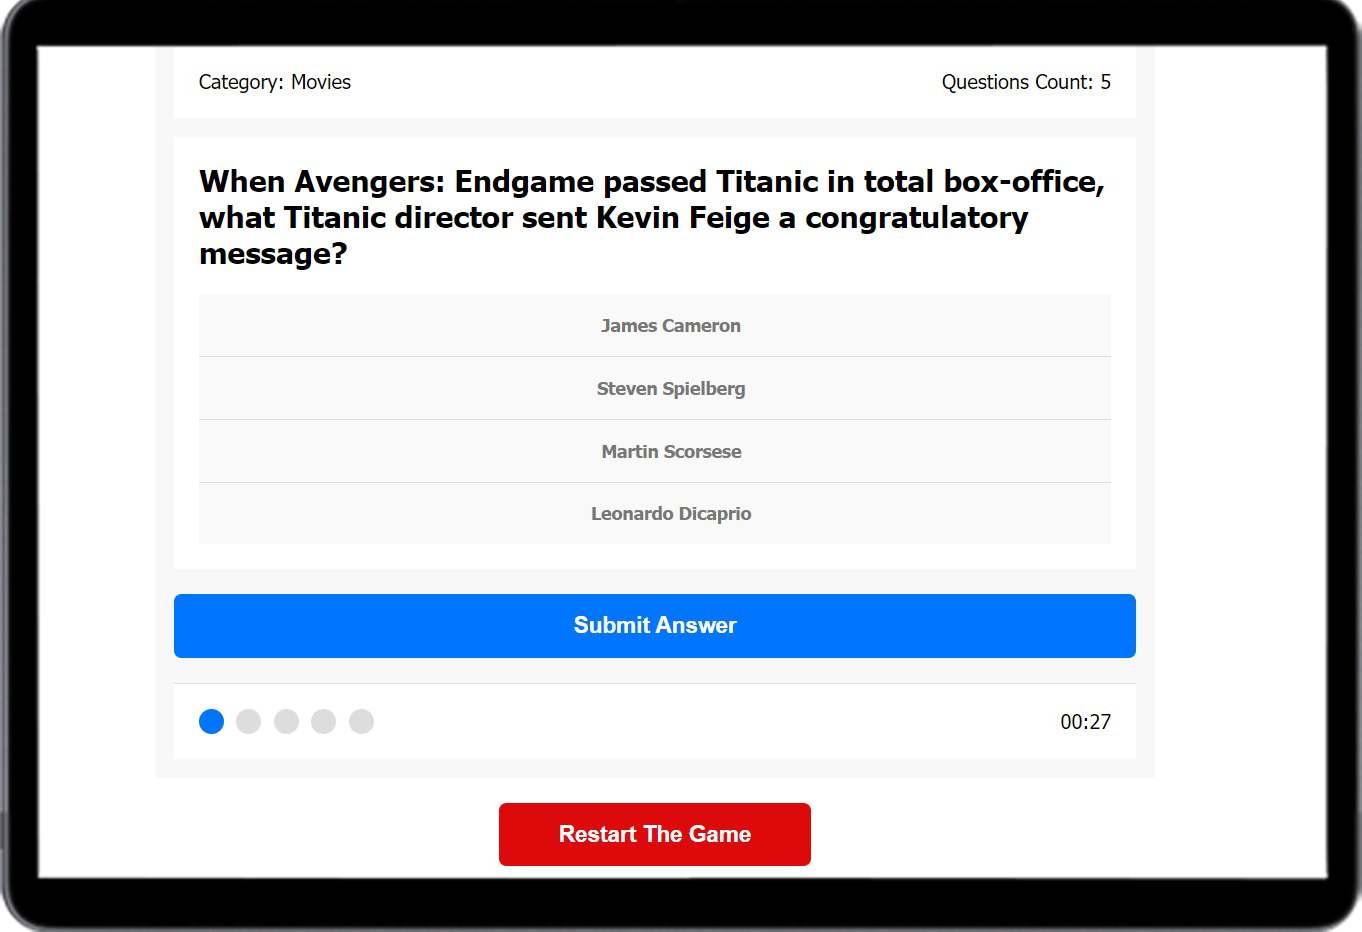 Category: Movies
Questions Count: 5
When Avengers: Endgame passed Titanic in total box-office,
what Titanic director sent Kevin Feige a congratulatory
message?
James Cameron
Steven Spielberg
Martin Scorsese
Leonardo Dicaprio
Submit Answer
00:27
Restart The Game